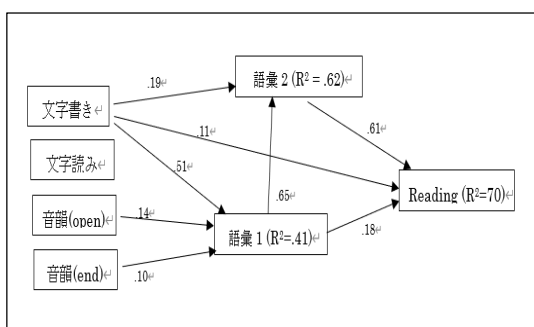 .19↵
語彙 2 (R² = .62)
文字書き
.11↵
.61↵
文字読み
.51↵
.65↵
Reading (R²=70)
音韻(open)
.14↵
語彙 1 (R²=.41)
.18↵
音韻(end)
.10↵